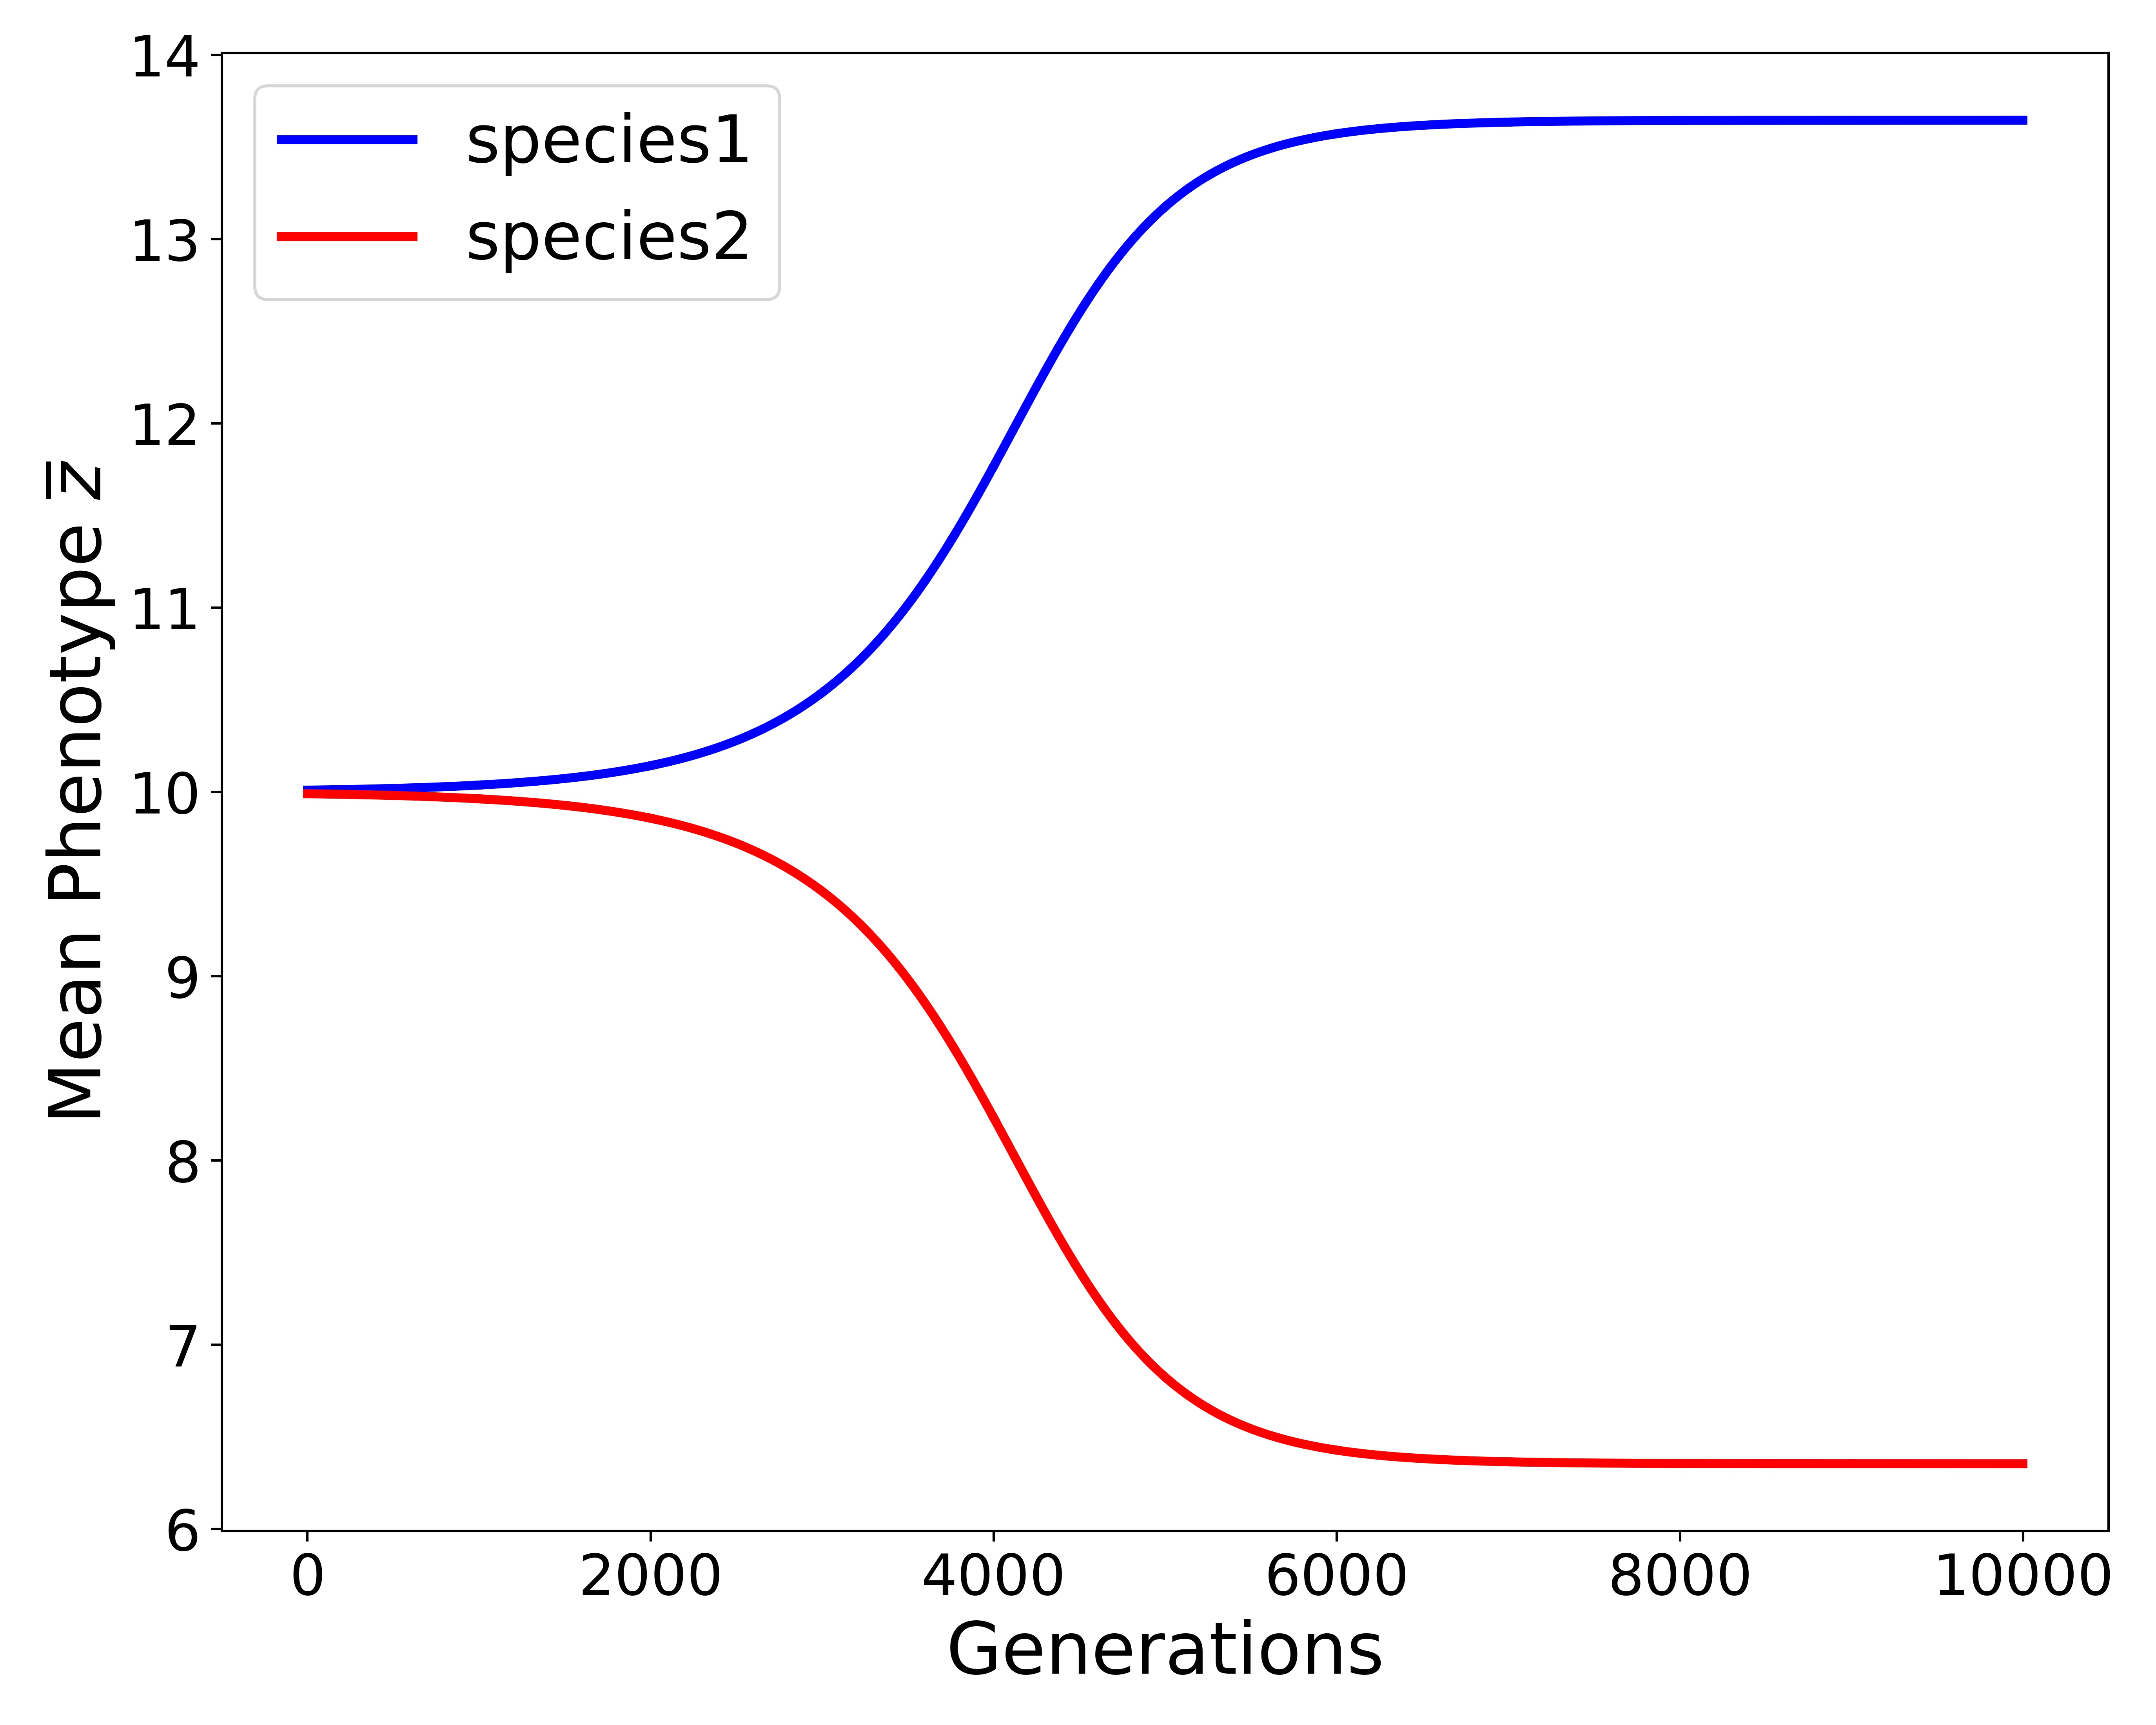 14
13
12
11
10
9
8
7
6
Mean Phenotype z̅
species1
species2
0 2000 4000 6000 8000 10000
Generations